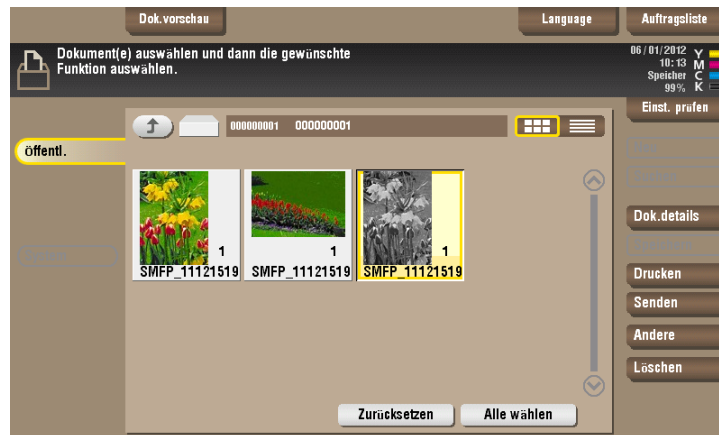 Dok.vorschau
Language
Auftragsliste
Dokument(e) auswählen und dann die gewünschte
Funktion auswählen.
06/01/2012
10:13
Speicher
99%
Y
M
C
K
Einst. prüfen
000000001 000000001
Öffentl.
Dok.details
1
SMFP_11121519
1
SMFP_11121519
1
SMFP_11121519
Drucken
Senden
Andere
Löschen
Zurücksetzen
Alle wählen